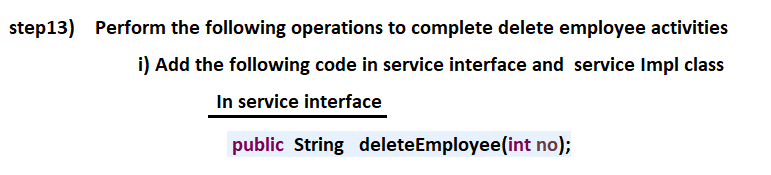 step13) Perform the following operations to complete delete employee activities
i) Add the following code in service interface and service Impl class
In service interface
public String deleteEmployee(int no);